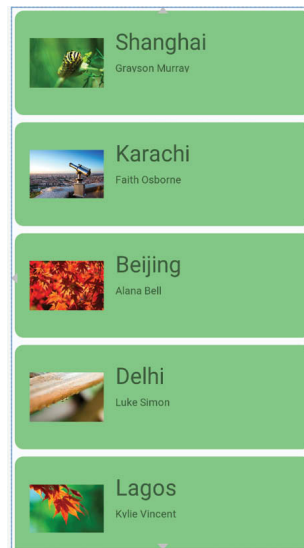 Shanghai
Grayson Murray
Karachi
Faith Osborne
Beijing
Alana Bell
Delhi
Luke Simon
Lagos
Kylie Vincent